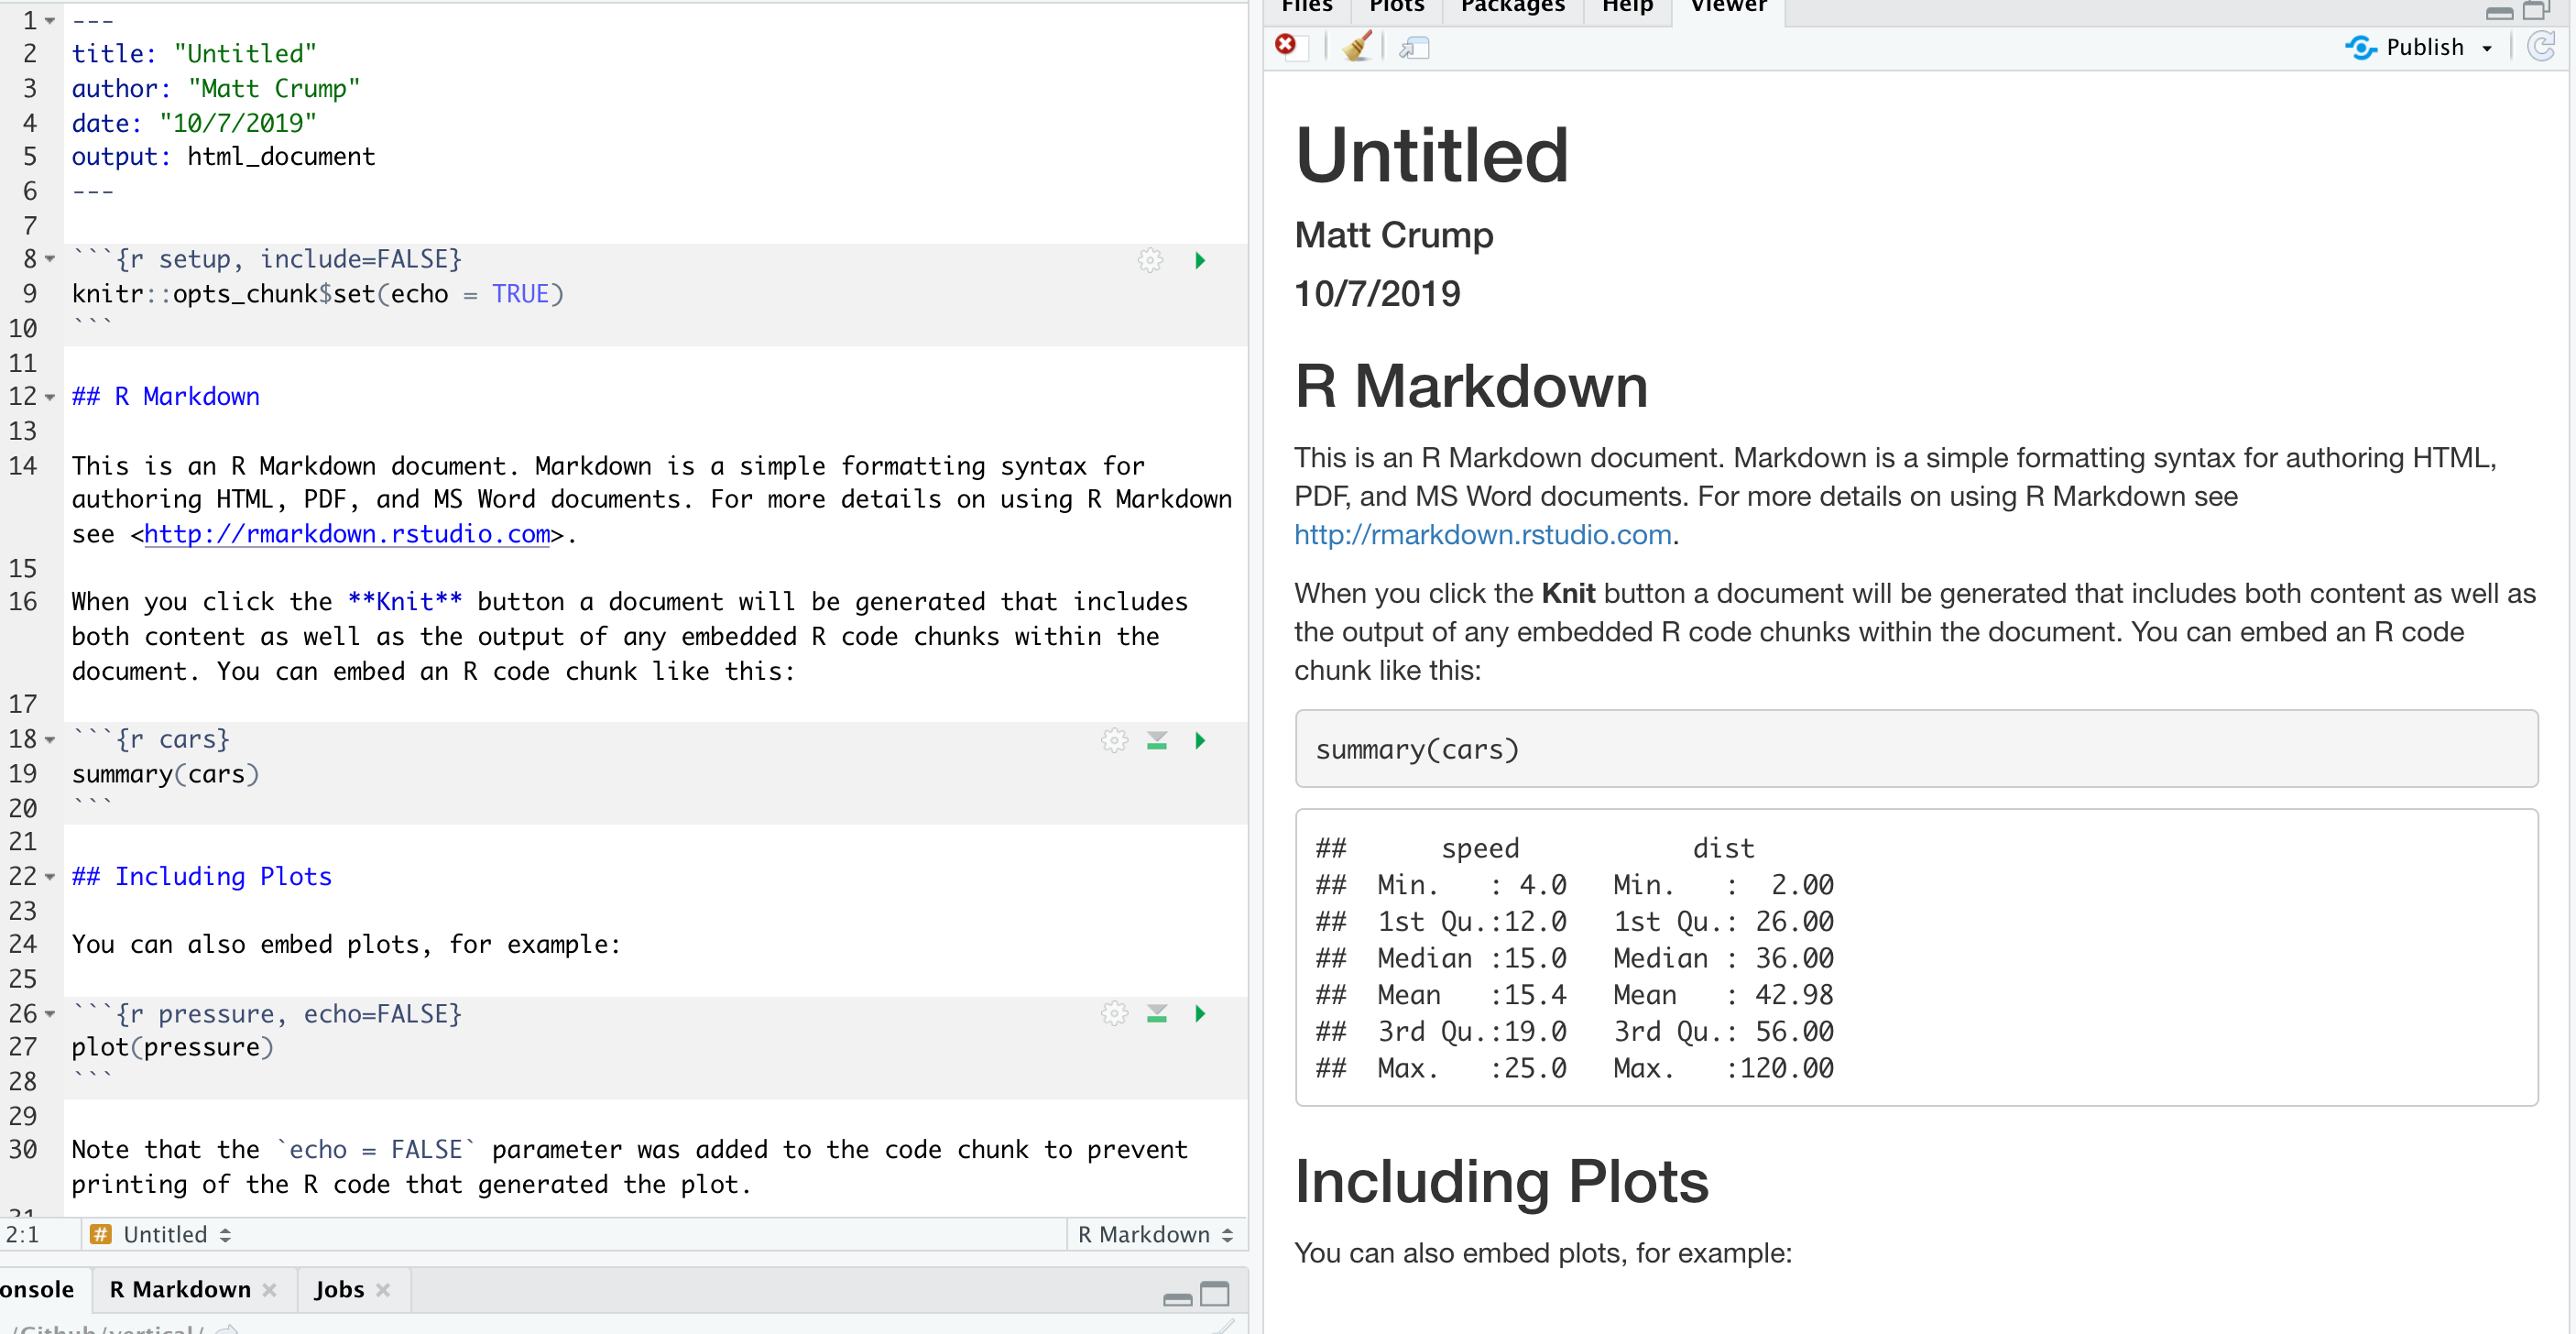 1 ---
2 title: "Untitled"
3 author: "Matt Crump"
4 date: "10/7/2019"
5 output: html_document
6 ---
7
8 ```{r setup, include=FALSE}
9 knitr::opts_chunk$set(echo = TRUE)
10 ```
11
12 ## R Markdown
13
14 This is an R Markdown document. Markdown is a simple formatting syntax for
authoring HTML, PDF, and MS Word documents. For more details on using R Markdown
see <http://rmarkdown.rstudio.com>.
15
16 When you click the **Knit** button a document will be generated that includes
both content as well as the output of any embedded R code chunks within the
document. You can embed an R code chunk like this:
17
18 ```{r cars}
19 summary(cars)
20 ```
21
22 ## Including Plots
23
24 You can also embed plots, for example:
25
26 ```{r pressure, echo=FALSE}
27 plot(pressure)
28 ```
29
30 Note that the `echo = FALSE` parameter was added to the code chunk to prevent
printing of the R code that generated the plot.
31
2:1 # Untitled R Markdown
onsole R Markdown Jobs
/Github/vertical/
Files Plots Packages Help Viewer
Publish
Untitled
Matt Crump
10/7/2019
R Markdown
This is an R Markdown document. Markdown is a simple formatting syntax for authoring HTML,
PDF, and MS Word documents. For more details on using R Markdown see
http://rmarkdown.rstudio.com.
When you click the Knit button a document will be generated that includes both content as well as
the output of any embedded R code chunks within the document. You can embed an R code
chunk like this:
summary(cars)
##      speed           dist
##  Min.   : 4.0   Min.   :  2.00
##  1st Qu.:12.0   1st Qu.: 26.00
##  Median :15.0   Median : 36.00
##  Mean   :15.4   Mean   : 42.98
##  3rd Qu.:19.0   3rd Qu.: 56.00
##  Max.   :25.0   Max.   :120.00
Including Plots
You can also embed plots, for example: